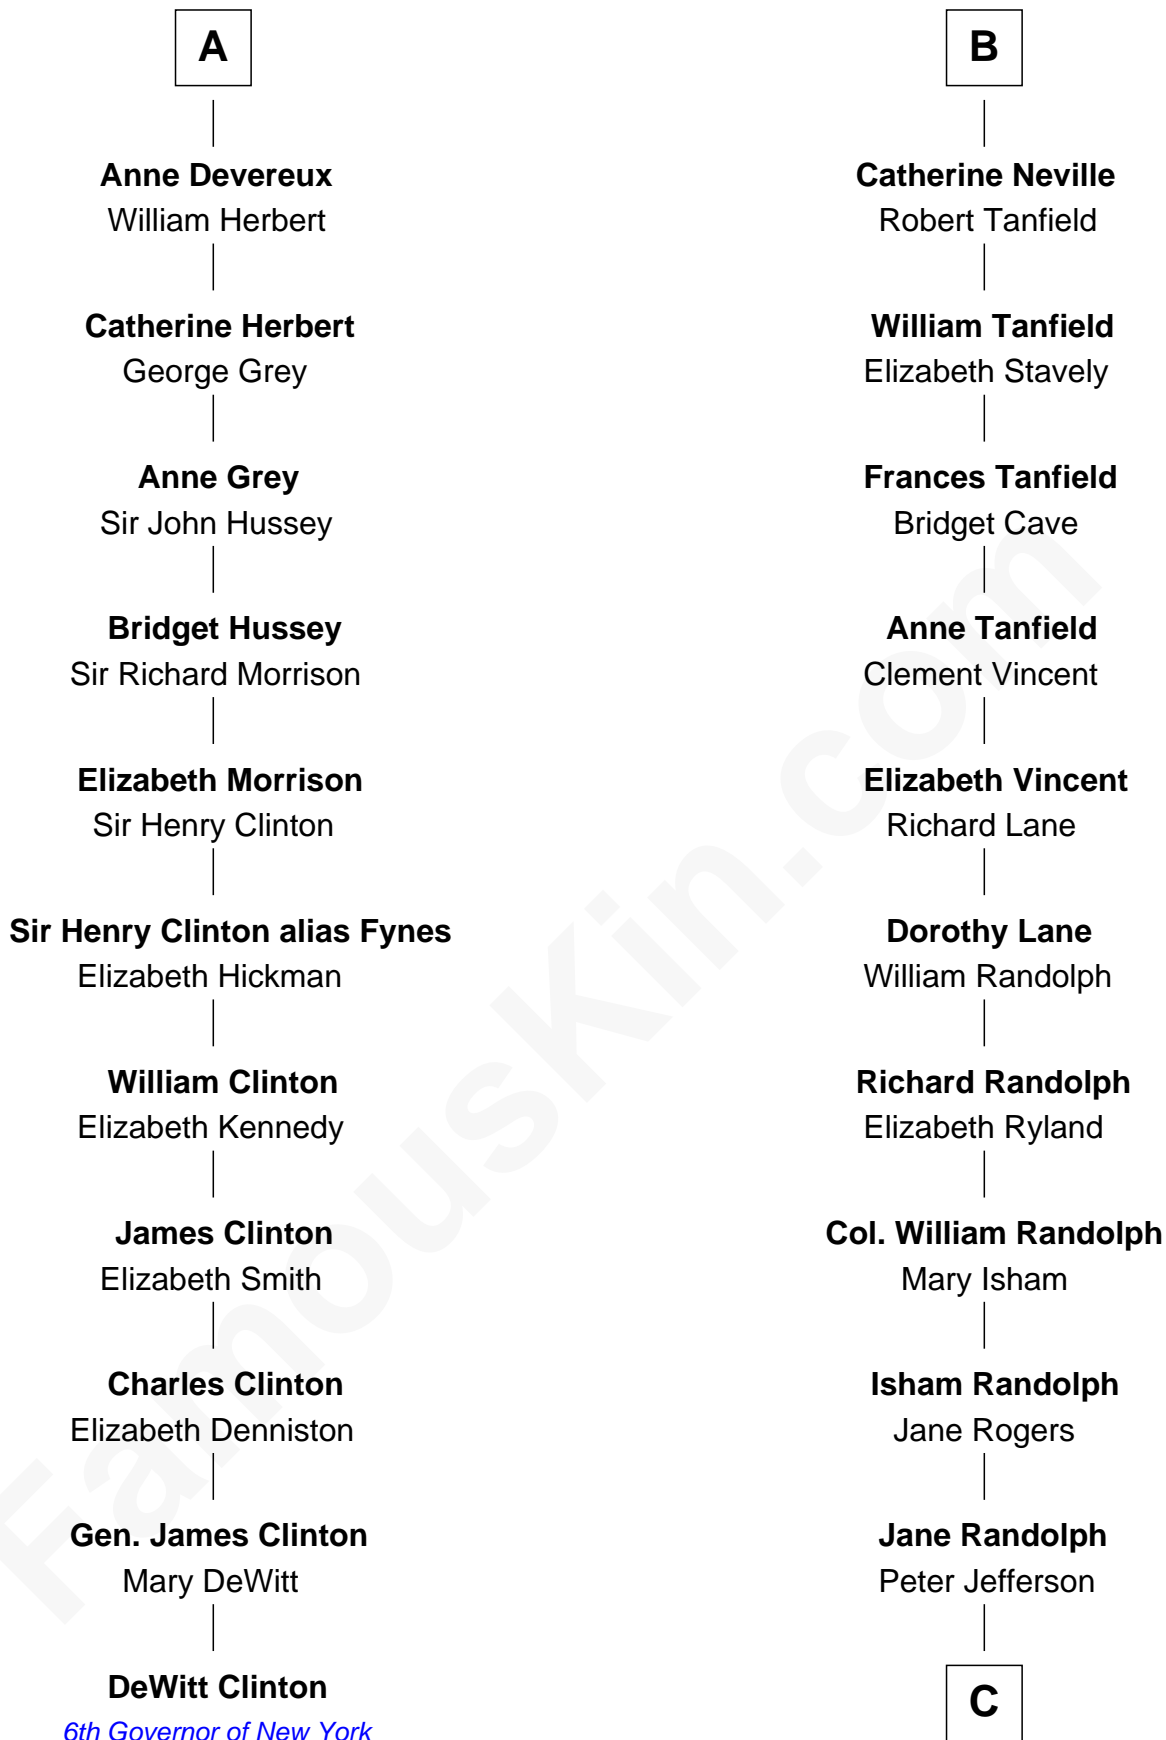 A
Anne Devereux
William Herbert
Catherine Herbert
George Grey
Anne Grey
Sir John Hussey
Bridget Hussey
Sir Richard Morrison
Elizabeth Morrison
Sir Henry Clinton
Sir Henry Clinton alias Fynes
Elizabeth Hickman
William Clinton
Elizabeth Kennedy
James Clinton
Elizabeth Smith
Charles Clinton
Elizabeth Denniston
Gen. James Clinton
Mary DeWitt
DeWitt Clinton
6th Governor of New York
B
Catherine Neville
Robert Tanfield
William Tanfield
Elizabeth Stavely
Frances Tanfield
Bridget Cave
Anne Tanfield
Clement Vincent
Elizabeth Vincent
Richard Lane
Dorothy Lane
William Randolph
Richard Randolph
Elizabeth Ryland
Col. William Randolph
Mary Isham
Isham Randolph
Jane Rogers
Jane Randolph
Peter Jefferson
C
FamousKin.com